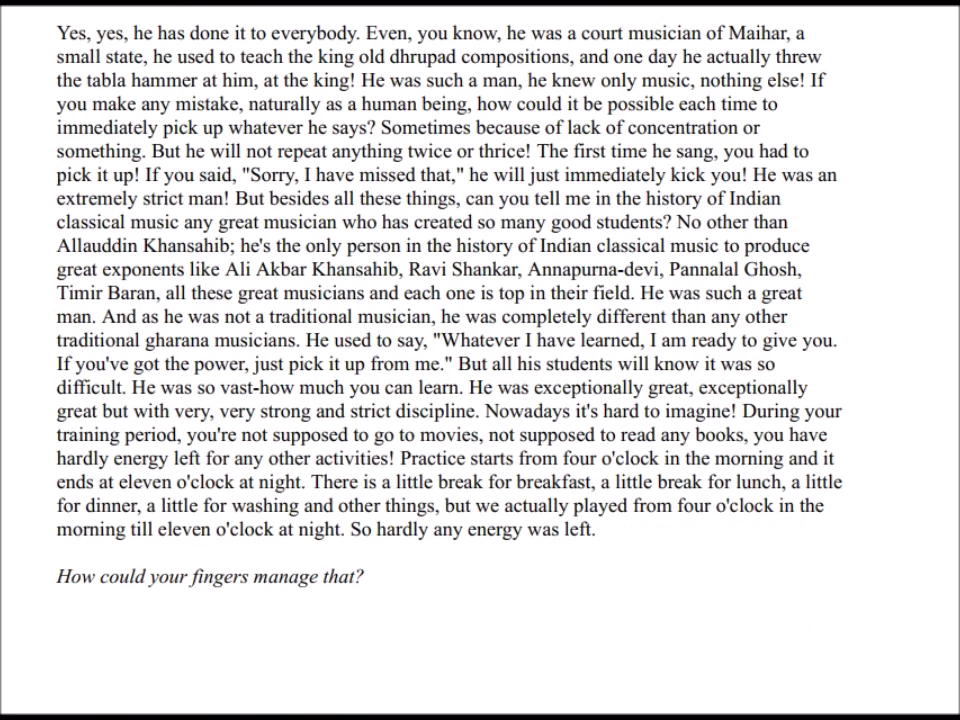 Yes, yes, he has done it to everybody. Even, you know, he was a court musician of Maihar, a
small state, he used to teach the king old dhrupad compositions, and one day he actually threw
the tabla hammer at him, at the king! He was such a man, he knew only music, nothing else! If
you make any mistake, naturally as a human being, how could it be possible each time to
immediately pick up whatever he says? Sometimes because of lack of concentration or
something. But he will not repeat anything twice or thrice! The first time he sang, you had to
pick it up! If you said, "Sorry, I have missed that," he will just immediately kick you! He was an
extremely strict man! But besides all these things, can you tell me in the history of Indian
classical music any great musician who has created so many good students? No other than
Allauddin Khansahib; he's the only person in the history of Indian classical music to produce
great exponents like Ali Akbar Khansahib, Ravi Shankar, Annapurna-devi, Pannalal Ghosh,
Timir Baran, all these great musicians and each one is top in their field. He was such a great
man. And as he was not a traditional musician, he was completely different than any other
traditional gharana musicians. He used to say, "Whatever I have learned, I am ready to give you.
If you've got the power, just pick it up from me." But all his students will know it was so
difficult. He was so vast-how much you can learn. He was exceptionally great, exceptionally
great but with very, very strong and strict discipline. Nowadays it's hard to imagine! During your
training period, you're not supposed to go to movies, not supposed to read any books, you have
hardly energy left for any other activities! Practice starts from four o'clock in the morning and it
ends at eleven o'clock at night. There is a little break for breakfast, a little break for lunch, a little
for dinner, a little for washing and other things, but we actually played from four o'clock in the
morning till eleven o'clock at night. So hardly any energy was left.
How could your fingers manage that?